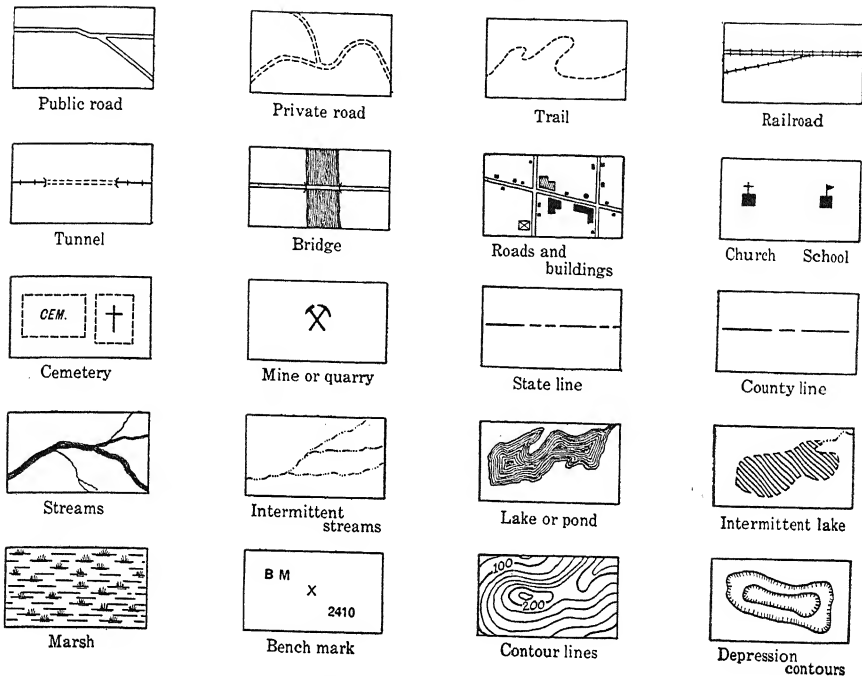 Public road
Private road
Trail
Railroad
Tunnel
Bridge
Roads and
buildings
Church
School
CEM.
Cemetery
Mine or quarry
State line
County line
Streams
Intermittent
streams
Lake or pond
Intermittent lake
Marsh
B M
X
2410
Bench mark
100
200
Contour lines
Depression
contours